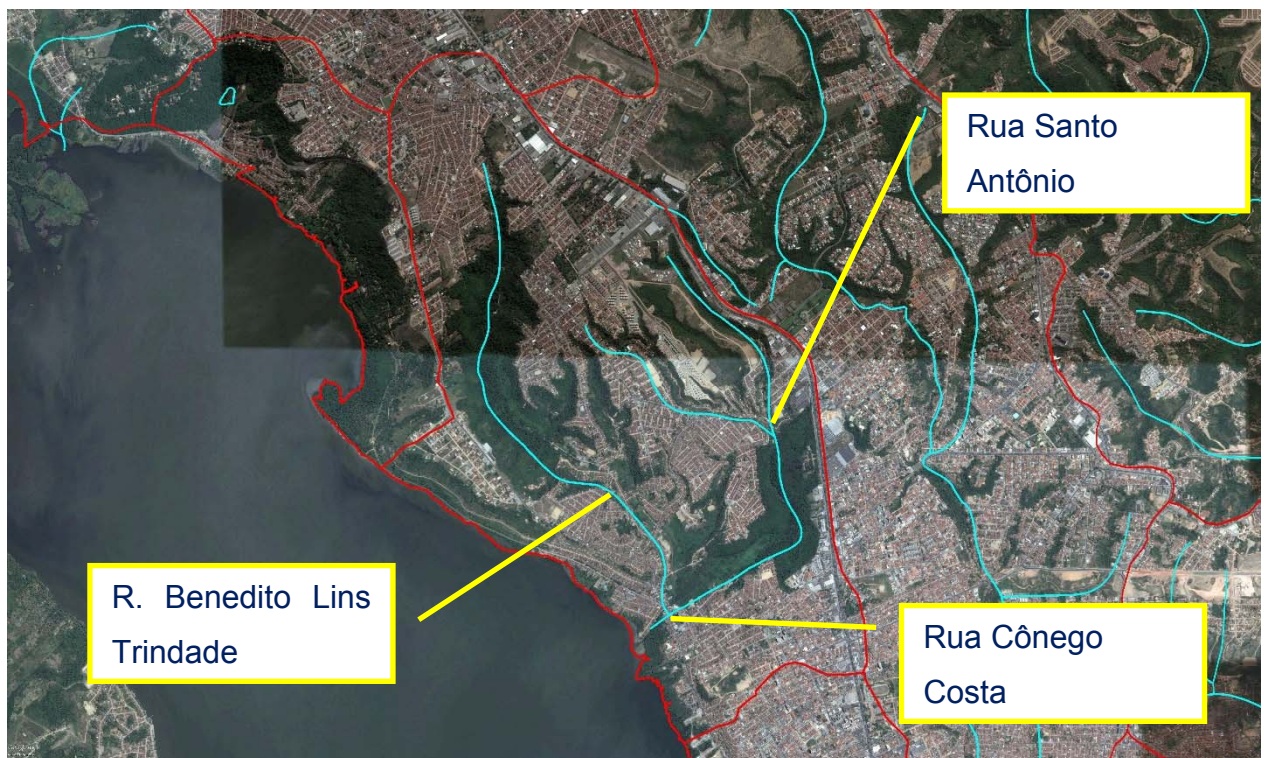 Rua Santo
Antônio
R. Benedito Lins
Trindade
Rua Cônego
Costa